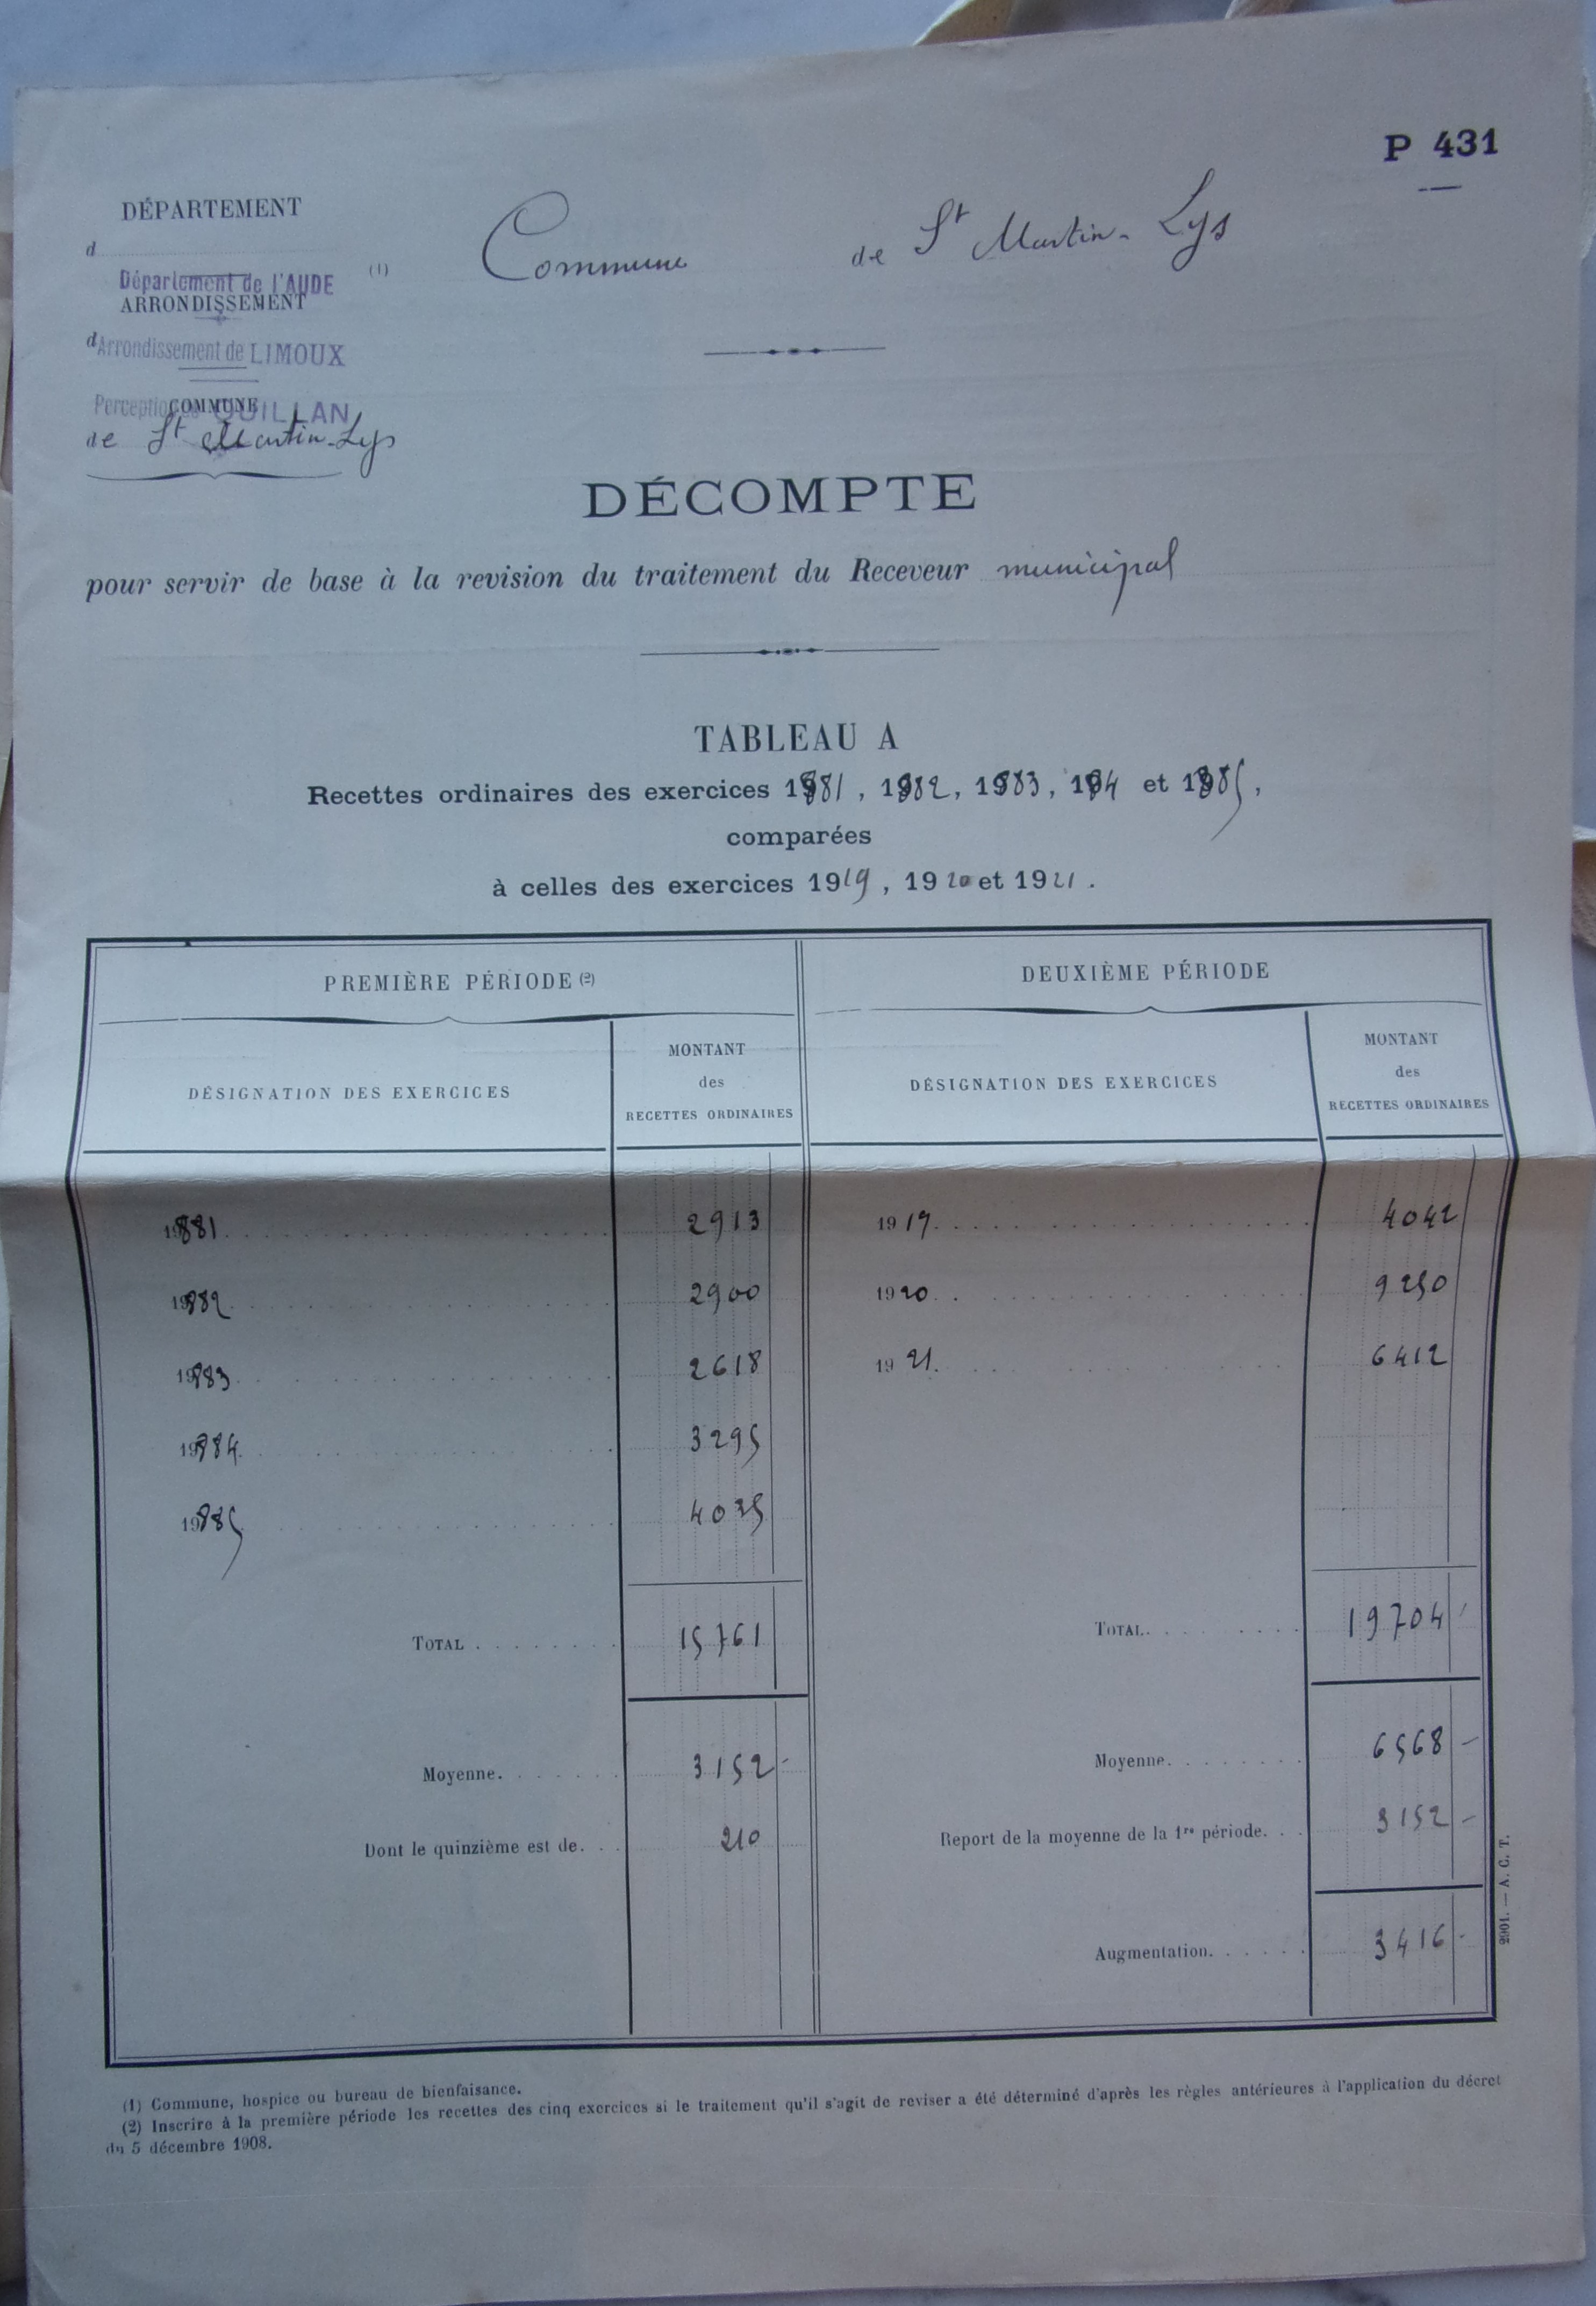 P 431
DÉPARTEMENT
d
Département de l'AUDE
(1) Commune de St Martin-Lys
ARRONDISSEMENT
d Arrondissement de LIMOUX
COMMUNE
Perception de QUILLAN
de St Martin-Lys
DÉCOMPTE
pour servir de base à la revision du traitement du Receveur municipal
TABLEAU A
Recettes ordinaires des exercices 1881, 1882, 1883, 184 et 1885,
comparées
à celles des exercices 1919, 1920 et 1921.
PREMIÈRE PÉRIODE (2) DEUXIÈME PÉRIODE
DÉSIGNATION DES EXERCICES MONTANT des RECETTES ORDINAIRES DÉSIGNATION DES EXERCICES MONTANT des RECETTES ORDINAIRES
1881 2913 1919 4042
1882 2900 1920 9250
1883 2618 1921 6412
1884 3295
1885 4035
TOTAL 15761 TOTAL 19704
Moyenne 3152 - Moyenne 6568 -
Dont le quinzième est de 210 Report de la moyenne de la 1re période 3152 -
Augmentation 3416 -
2901. — A. C. T.
(1) Commune, hospice ou bureau de bienfaisance.
(2) Inscrire à la première période les recettes des cinq exercices si le traitement qu'il s'agit de reviser a été déterminé d'après les règles antérieures à l'application du décret
du 5 décembre 1908.